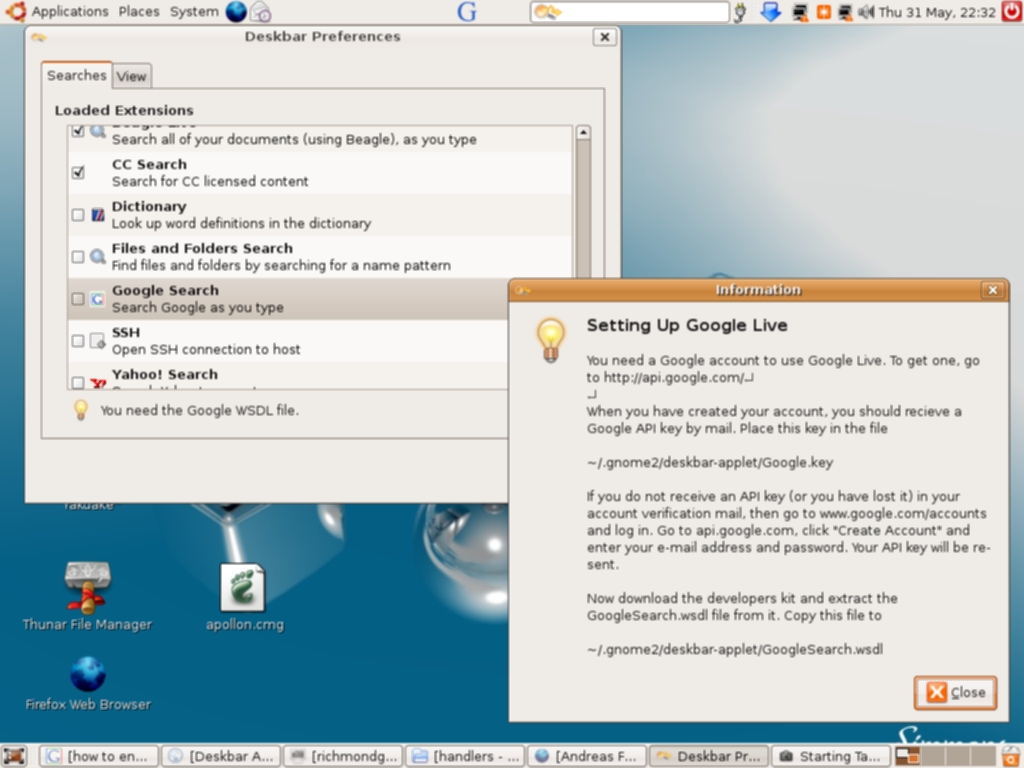 Applications Places System G Thu 31 May, 22:32
Deskbar Preferences
Searches View
Loaded Extensions
Search all of your documents (using Beagle), as you type
CC Search
Search for CC licensed content
Dictionary
Look up word definitions in the dictionary
Files and Folders Search
Find files and folders by searching for a name pattern
Google Search
Search Google as you type
SSH
Open SSH connection to host
Yahoo! Search
You need the Google WSDL file.
Information
Setting Up Google Live
You need a Google account to use Google Live. To get one, go
to http://api.google.com/↵
↵
When you have created your account, you should recieve a
Google API key by mail. Place this key in the file
~/.gnome2/deskbar-applet/Google.key
If you do not receive an API key (or you have lost it) in your
account verification mail, then go to www.google.com/accounts
and log in. Go to api.google.com, click "Create Account" and
enter your e-mail address and password. Your API key will be re-
sent.
Now download the developers kit and extract the
GoogleSearch.wsdl file from it. Copy this file to
~/.gnome2/deskbar-applet/GoogleSearch.wsdl
Close
Yakuake
Thunar File Manager
apollon.cmg
Firefox Web Browser
[how to en... [Deskbar A... [richmondg... [handlers - ... [Andreas F... Deskbar Pr... Starting Ta...